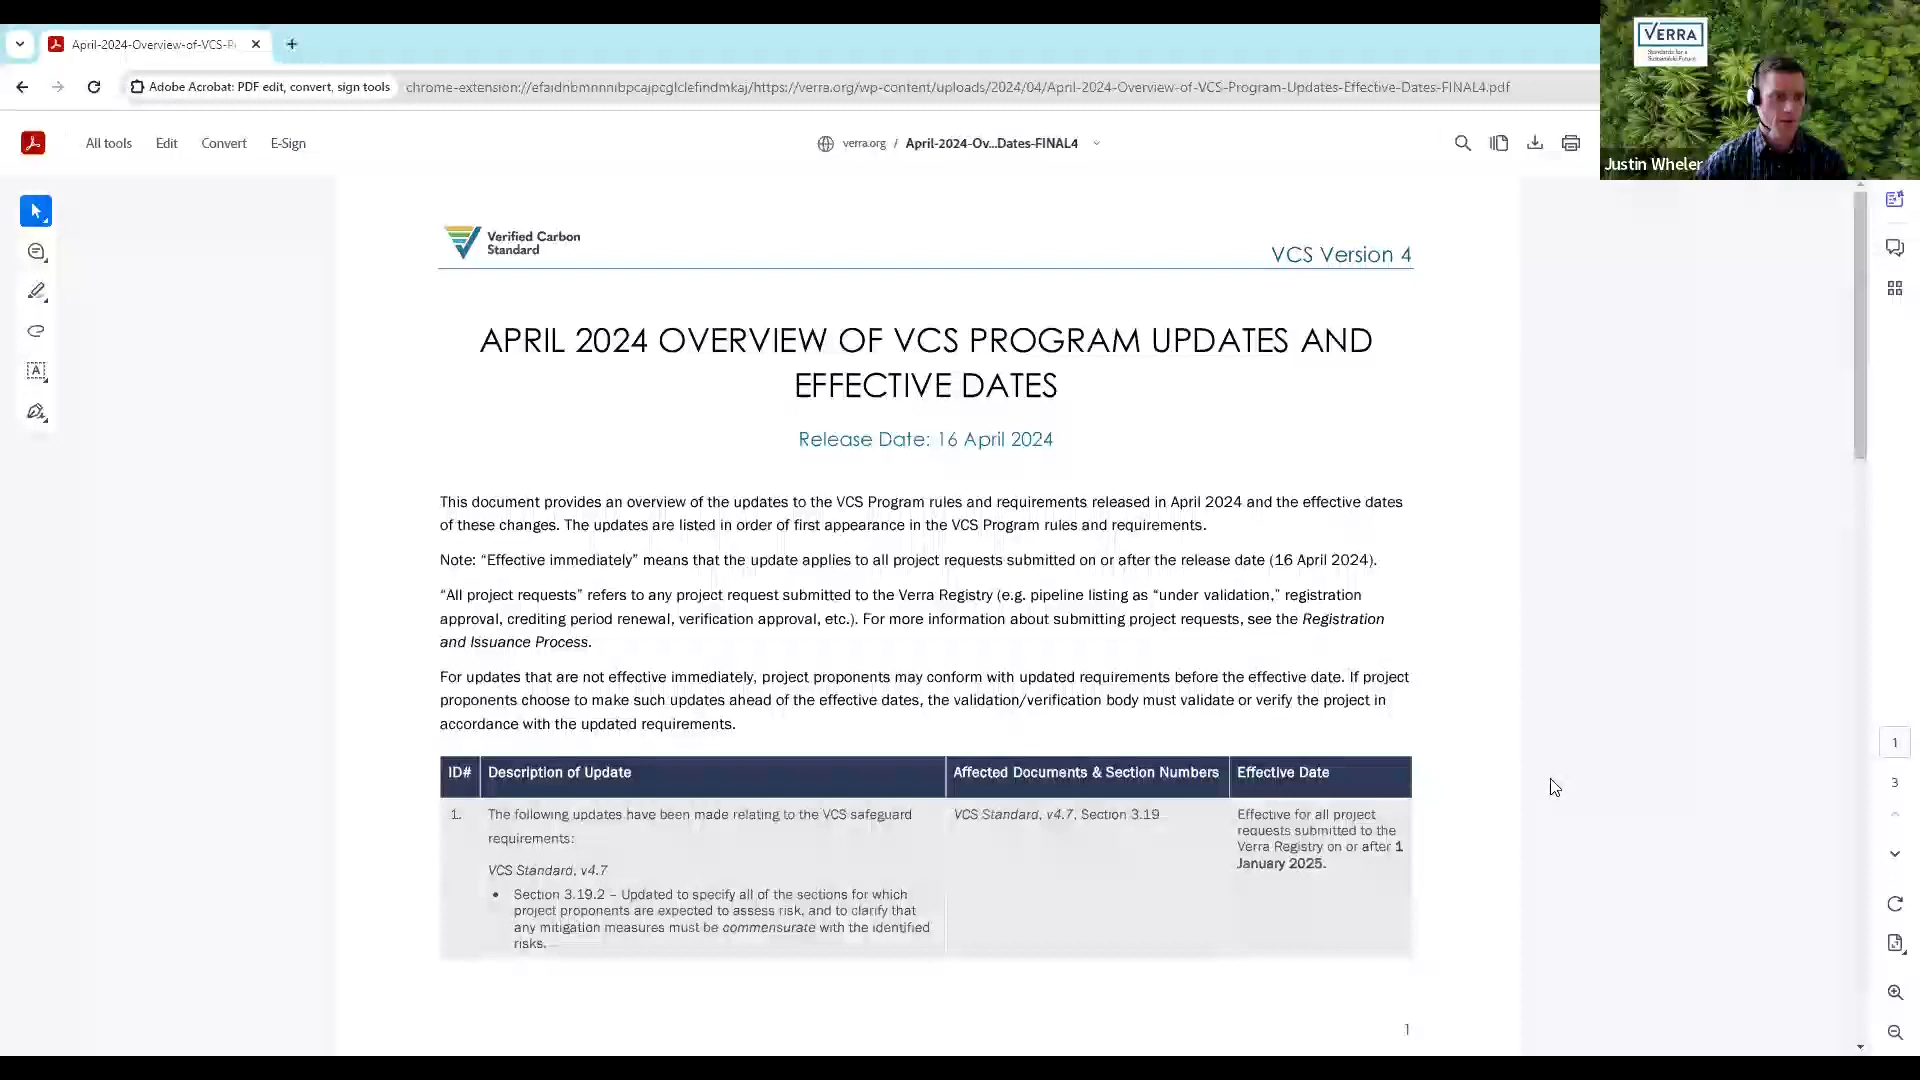 April-2024-Overview-of-VCS-P
Adobe Acrobat: PDF edit, convert, sign tools
chrome-extension://efaidnbmnnnibpcajpcglclefindmkaj/https://verra.org/wp-content/uploads/2024/04/April-2024-Overview-of-VCS-Program-Updates-Effective-Dates-FINAL4.pdf
VERRA
Standards for a
Sustainable Future
Justin Wheler
All tools Edit Convert E-Sign
verra.org / April-2024-Ov...Dates-FINAL4
Verified Carbon
Standard
VCS Version 4
APRIL 2024 OVERVIEW OF VCS PROGRAM UPDATES AND
EFFECTIVE DATES
Release Date: 16 April 2024
This document provides an overview of the updates to the VCS Program rules and requirements released in April 2024 and the effective dates
of these changes. The updates are listed in order of first appearance in the VCS Program rules and requirements.
Note: “Effective immediately” means that the update applies to all project requests submitted on or after the release date (16 April 2024).
“All project requests” refers to any project request submitted to the Verra Registry (e.g. pipeline listing as “under validation,” registration
approval, crediting period renewal, verification approval, etc.). For more information about submitting project requests, see the Registration
and Issuance Process.
For updates that are not effective immediately, project proponents may conform with updated requirements before the effective date. If project
proponents choose to make such updates ahead of the effective dates, the validation/verification body must validate or verify the project in
accordance with the updated requirements.
ID# Description of Update Affected Documents & Section Numbers Effective Date
1. The following updates have been made relating to the VCS safeguard
requirements:
VCS Standard, v4.7
• Section 3.19.2 – Updated to specify all of the sections for which
project proponents are expected to assess risk, and to clarify that
any mitigation measures must be commensurate with the identified
risks.
VCS Standard, v4.7, Section 3.19
Effective for all project
requests submitted to the
Verra Registry on or after 1
January 2025.
1
1
3